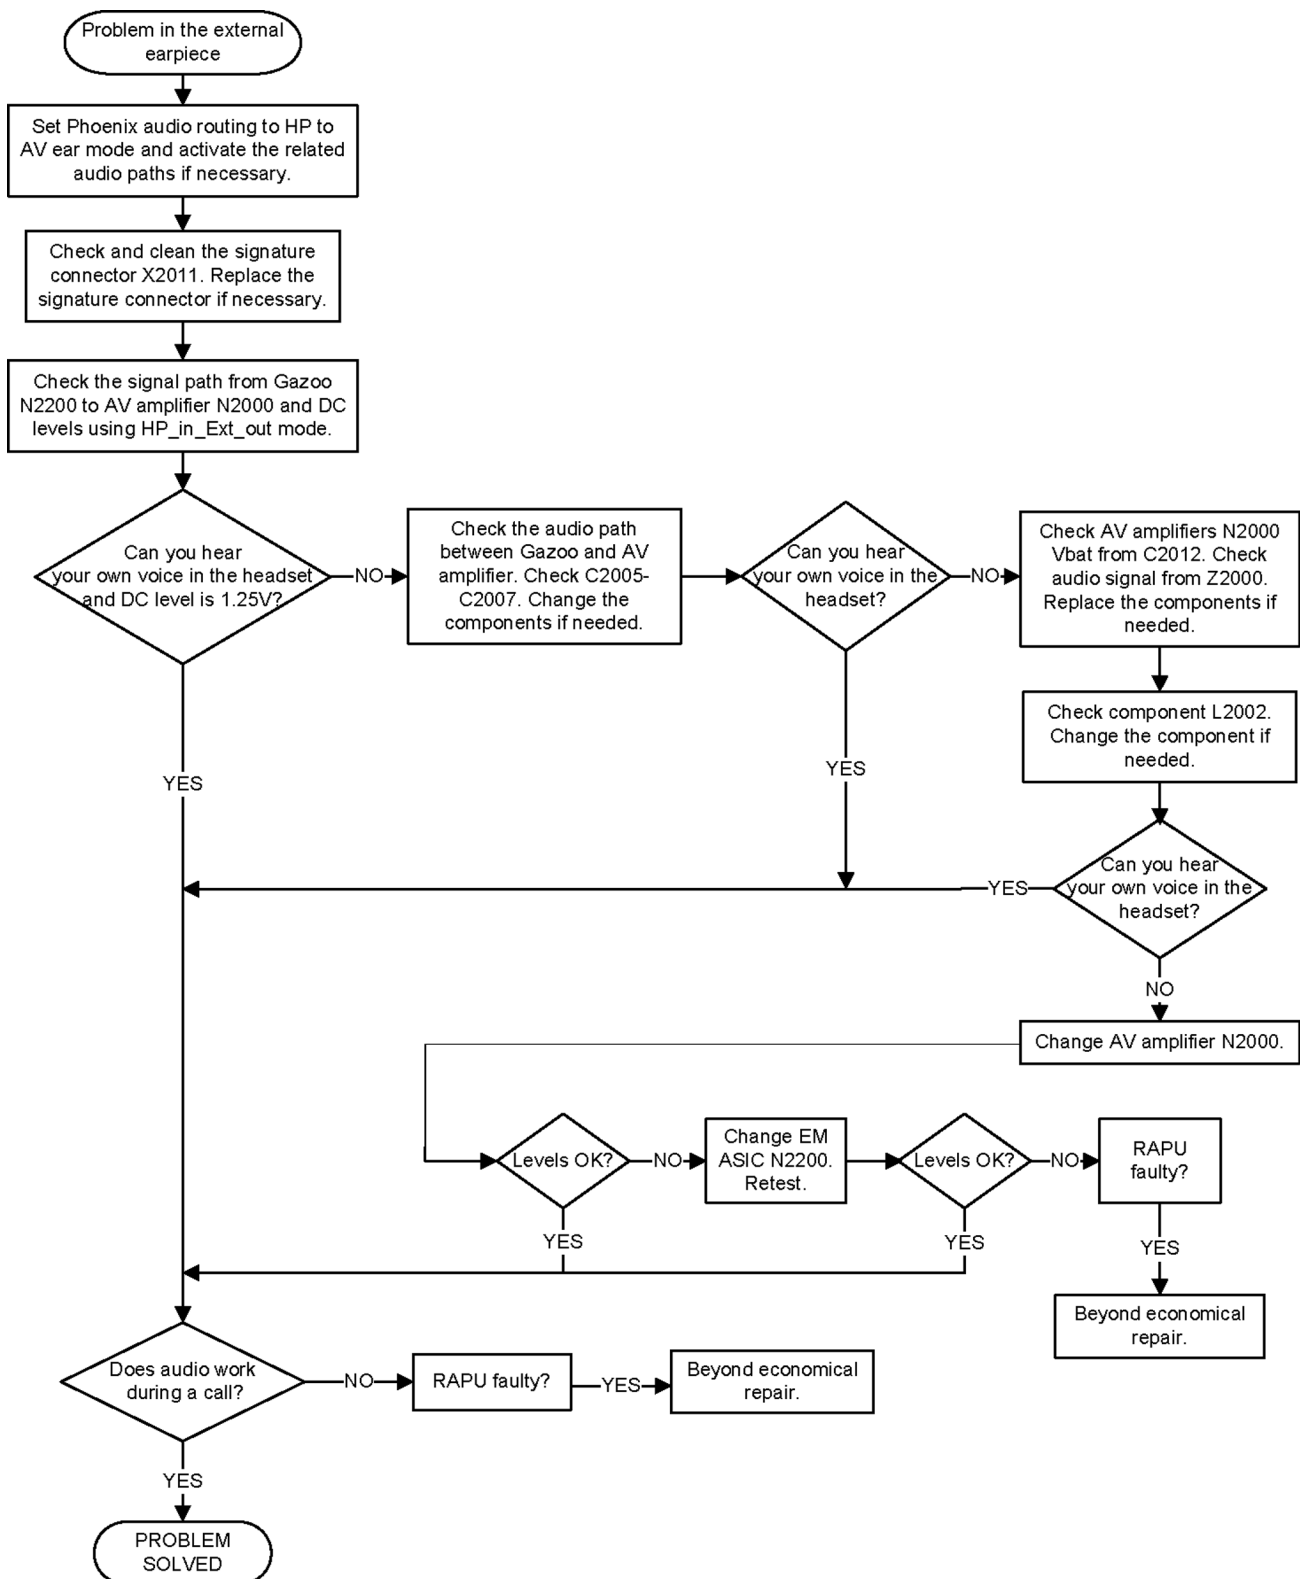 Problem in the external
earpiece
Set Phoenix audio routing to HP to
AV ear mode and activate the related
audio paths if necessary.
Check and clean the signature
connector X2011. Replace the
signature connector if necessary.
Check the signal path from Gazoo
N2200 to AV amplifier N2000 and DC
levels using HP_in_Ext_out mode.
Can you hear
your own voice in the headset
and DC level is 1.25V?
NO
Check the audio path
between Gazoo and AV
amplifier. Check C2005-
C2007. Change the
components if needed.
Can you hear
your own voice in the
headset?
NO
Check AV amplifiers N2000
Vbat from C2012. Check
audio signal from Z2000.
Replace the components if
needed.
Check component L2002.
Change the component if
needed.
YES
YES
Can you hear
your own voice in the
headset?
YES
NO
Change AV amplifier N2000.
Levels OK?
NO
Change EM
ASIC N2200.
Retest.
Levels OK?
NO
RAPU
faulty?
YES
YES
YES
Beyond economical
repair.
Does audio work
during a call?
NO
RAPU faulty?
YES
Beyond economical
repair.
YES
PROBLEM
SOLVED